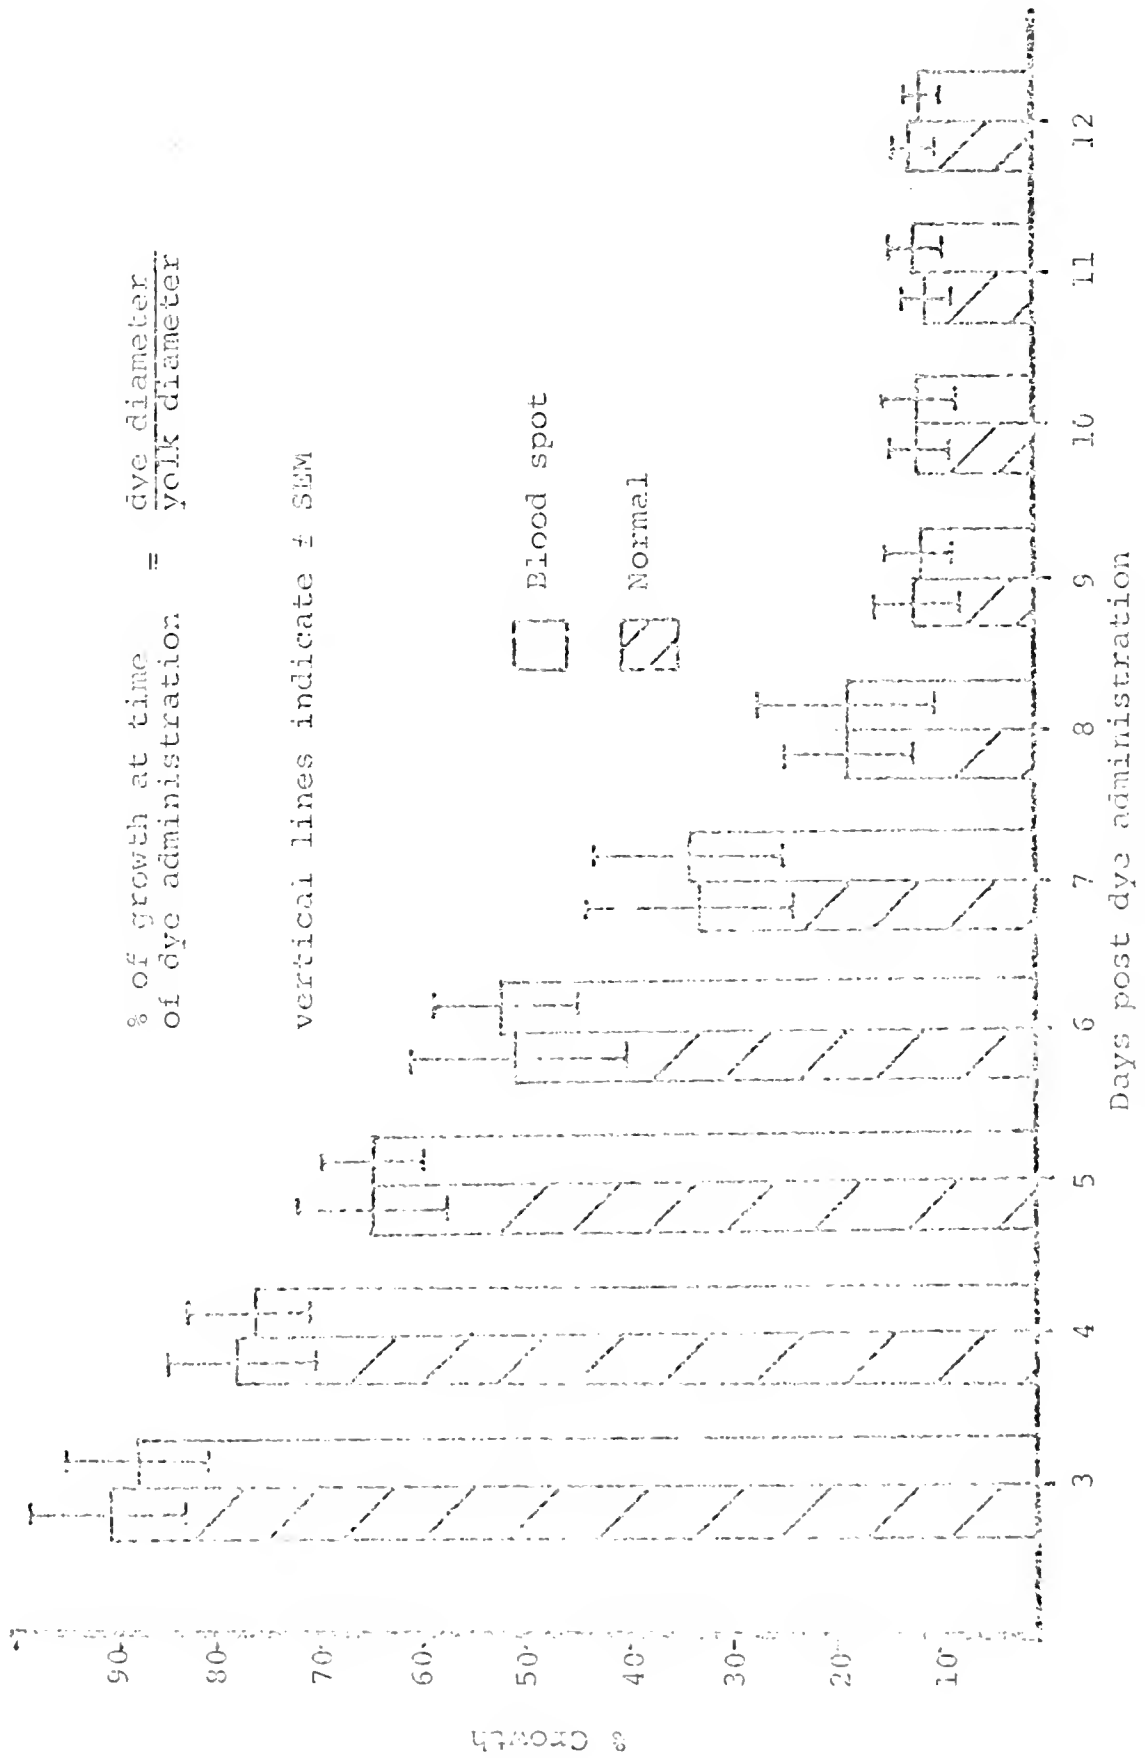 % of growth at time
of dye administration = dye diameter
yolk diameter
vertical lines indicate ± SEM
Blood spot
Normal
% Growth
90
80
70
60
50
40
30
20
10
3 4 5 6 7 8 9 10 11 12
Days post dye administration